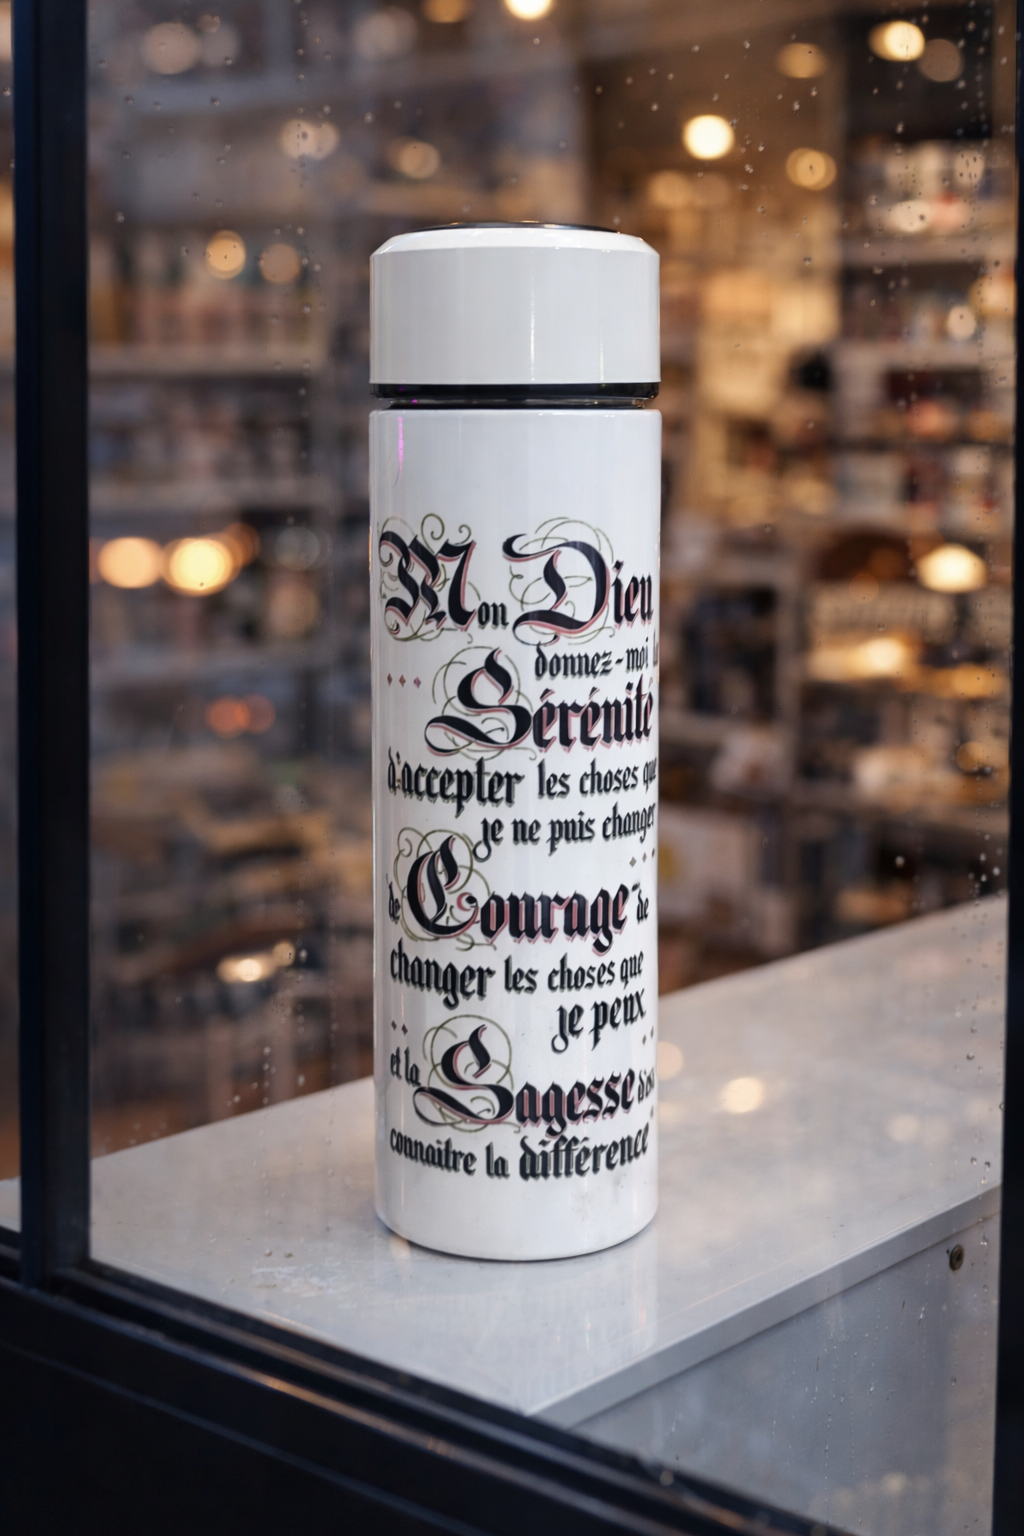 Mon Dieu
donnez-moi la
Sérénité
d'accepter les choses que
je ne puis changer
de Courage de
changer les choses que
je peux
et la Sagesse
connaitre la différence